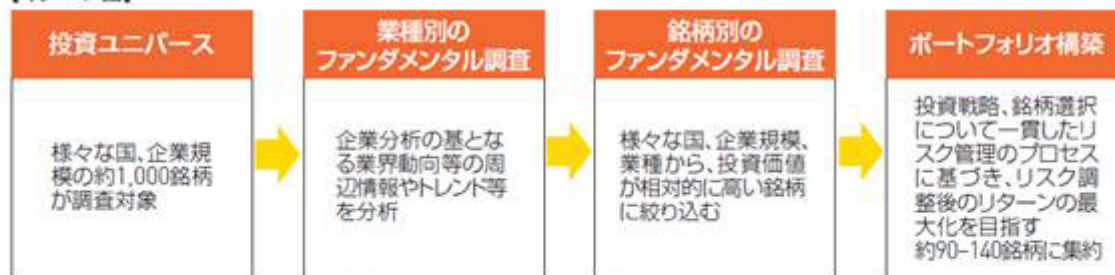 投資ユニバース
様々な国、企業規
模の約1,000銘柄
が調査対象
業種別の
ファンダメンタル調査
企業分析の基とな
る業界動向等の周
辺情報やトレンド等
を分析
銘柄別の
ファンダメンタル調査
様々な国、企業規模、
業種から、投資価値
が相対的に高い銘柄
に絞り込む
ポートフォリオ構築
投資戦略、銘柄選択
について一貫したリ
スク管理のプロセス
に基づき、リスク調
整後のリターンの最
大化を目指す
約90–140銘柄に集約